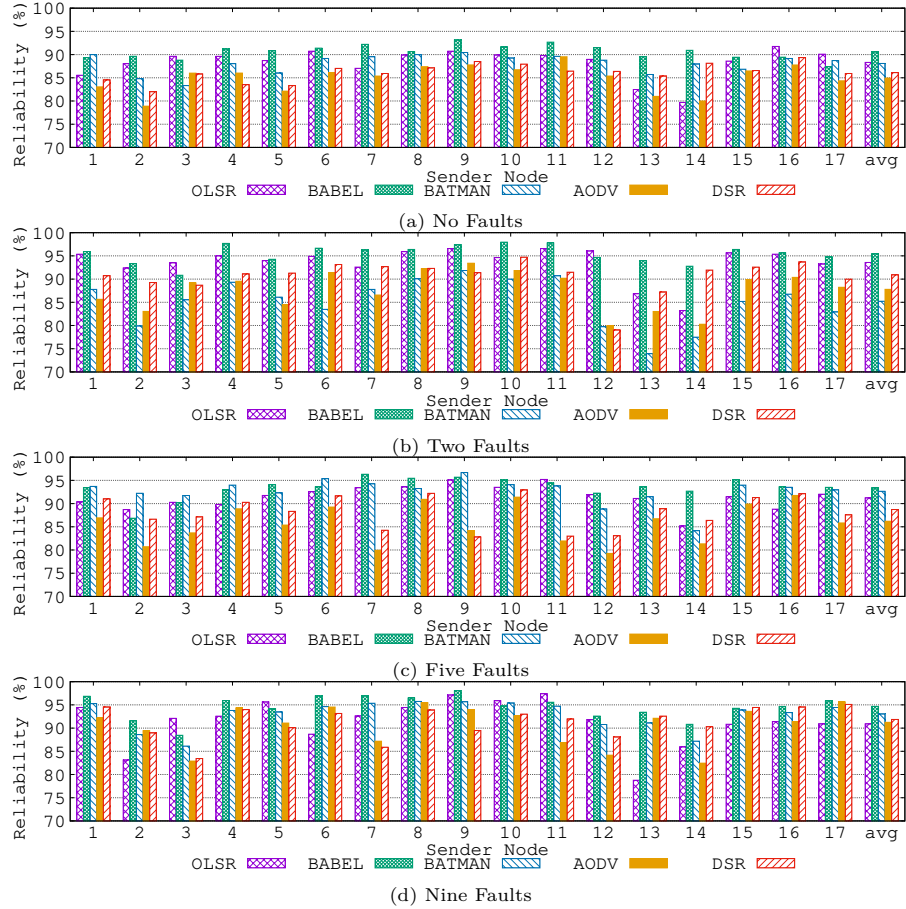 Reliability (%)
100
95
90
85
80
75
70
1 2 3 4 5 6 7 8 9 10 11 12 13 14 15 16 17 avg
Sender Node
OLSR BABEL BATMAN AODV DSR
(a) No Faults
Reliability (%)
100
95
90
85
80
75
70
1 2 3 4 5 6 7 8 9 10 11 12 13 14 15 16 17 avg
Sender Node
OLSR BABEL BATMAN AODV DSR
(b) Two Faults
Reliability (%)
100
95
90
85
80
75
70
1 2 3 4 5 6 7 8 9 10 11 12 13 14 15 16 17 avg
Sender Node
OLSR BABEL BATMAN AODV DSR
(c) Five Faults
Reliability (%)
100
95
90
85
80
75
70
1 2 3 4 5 6 7 8 9 10 11 12 13 14 15 16 17 avg
Sender Node
OLSR BABEL BATMAN AODV DSR
(d) Nine Faults